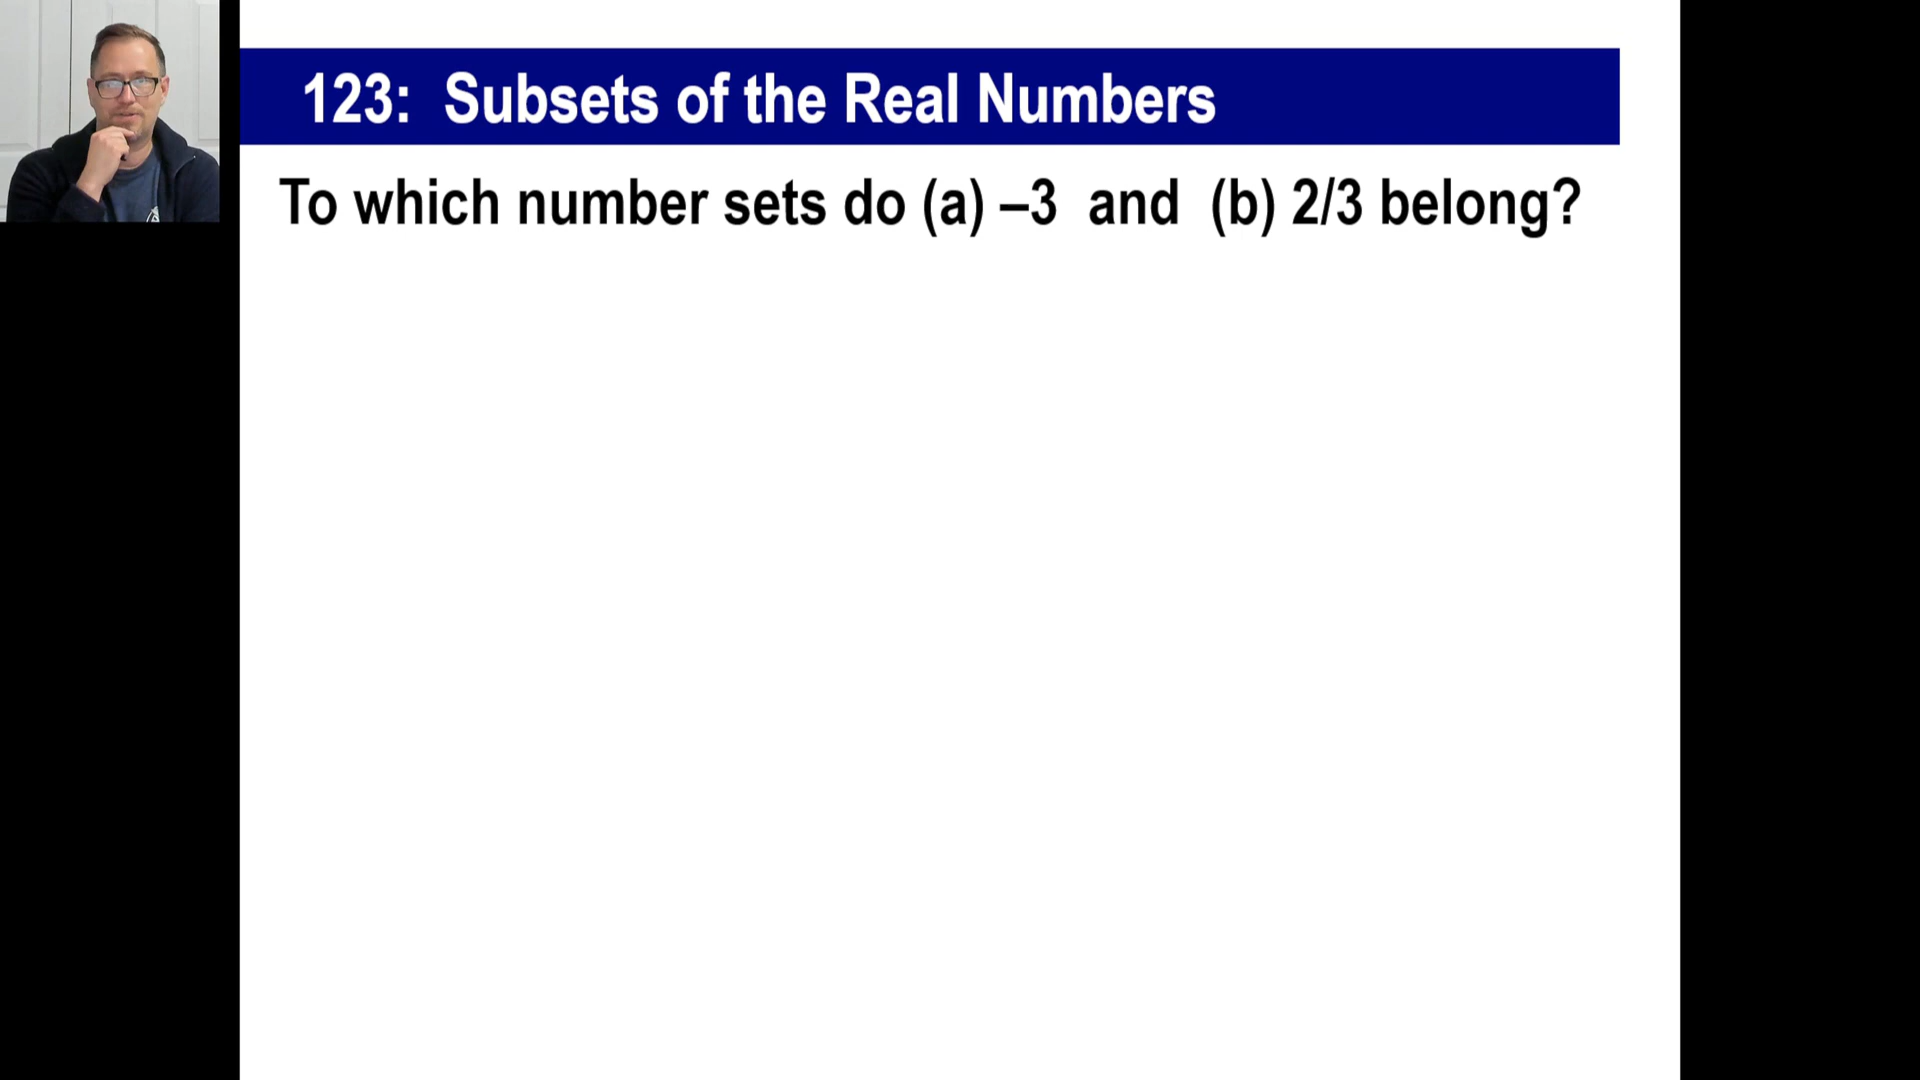 123: Subsets of the Real Numbers
To which number sets do (a) –3 and (b) 2/3 belong?